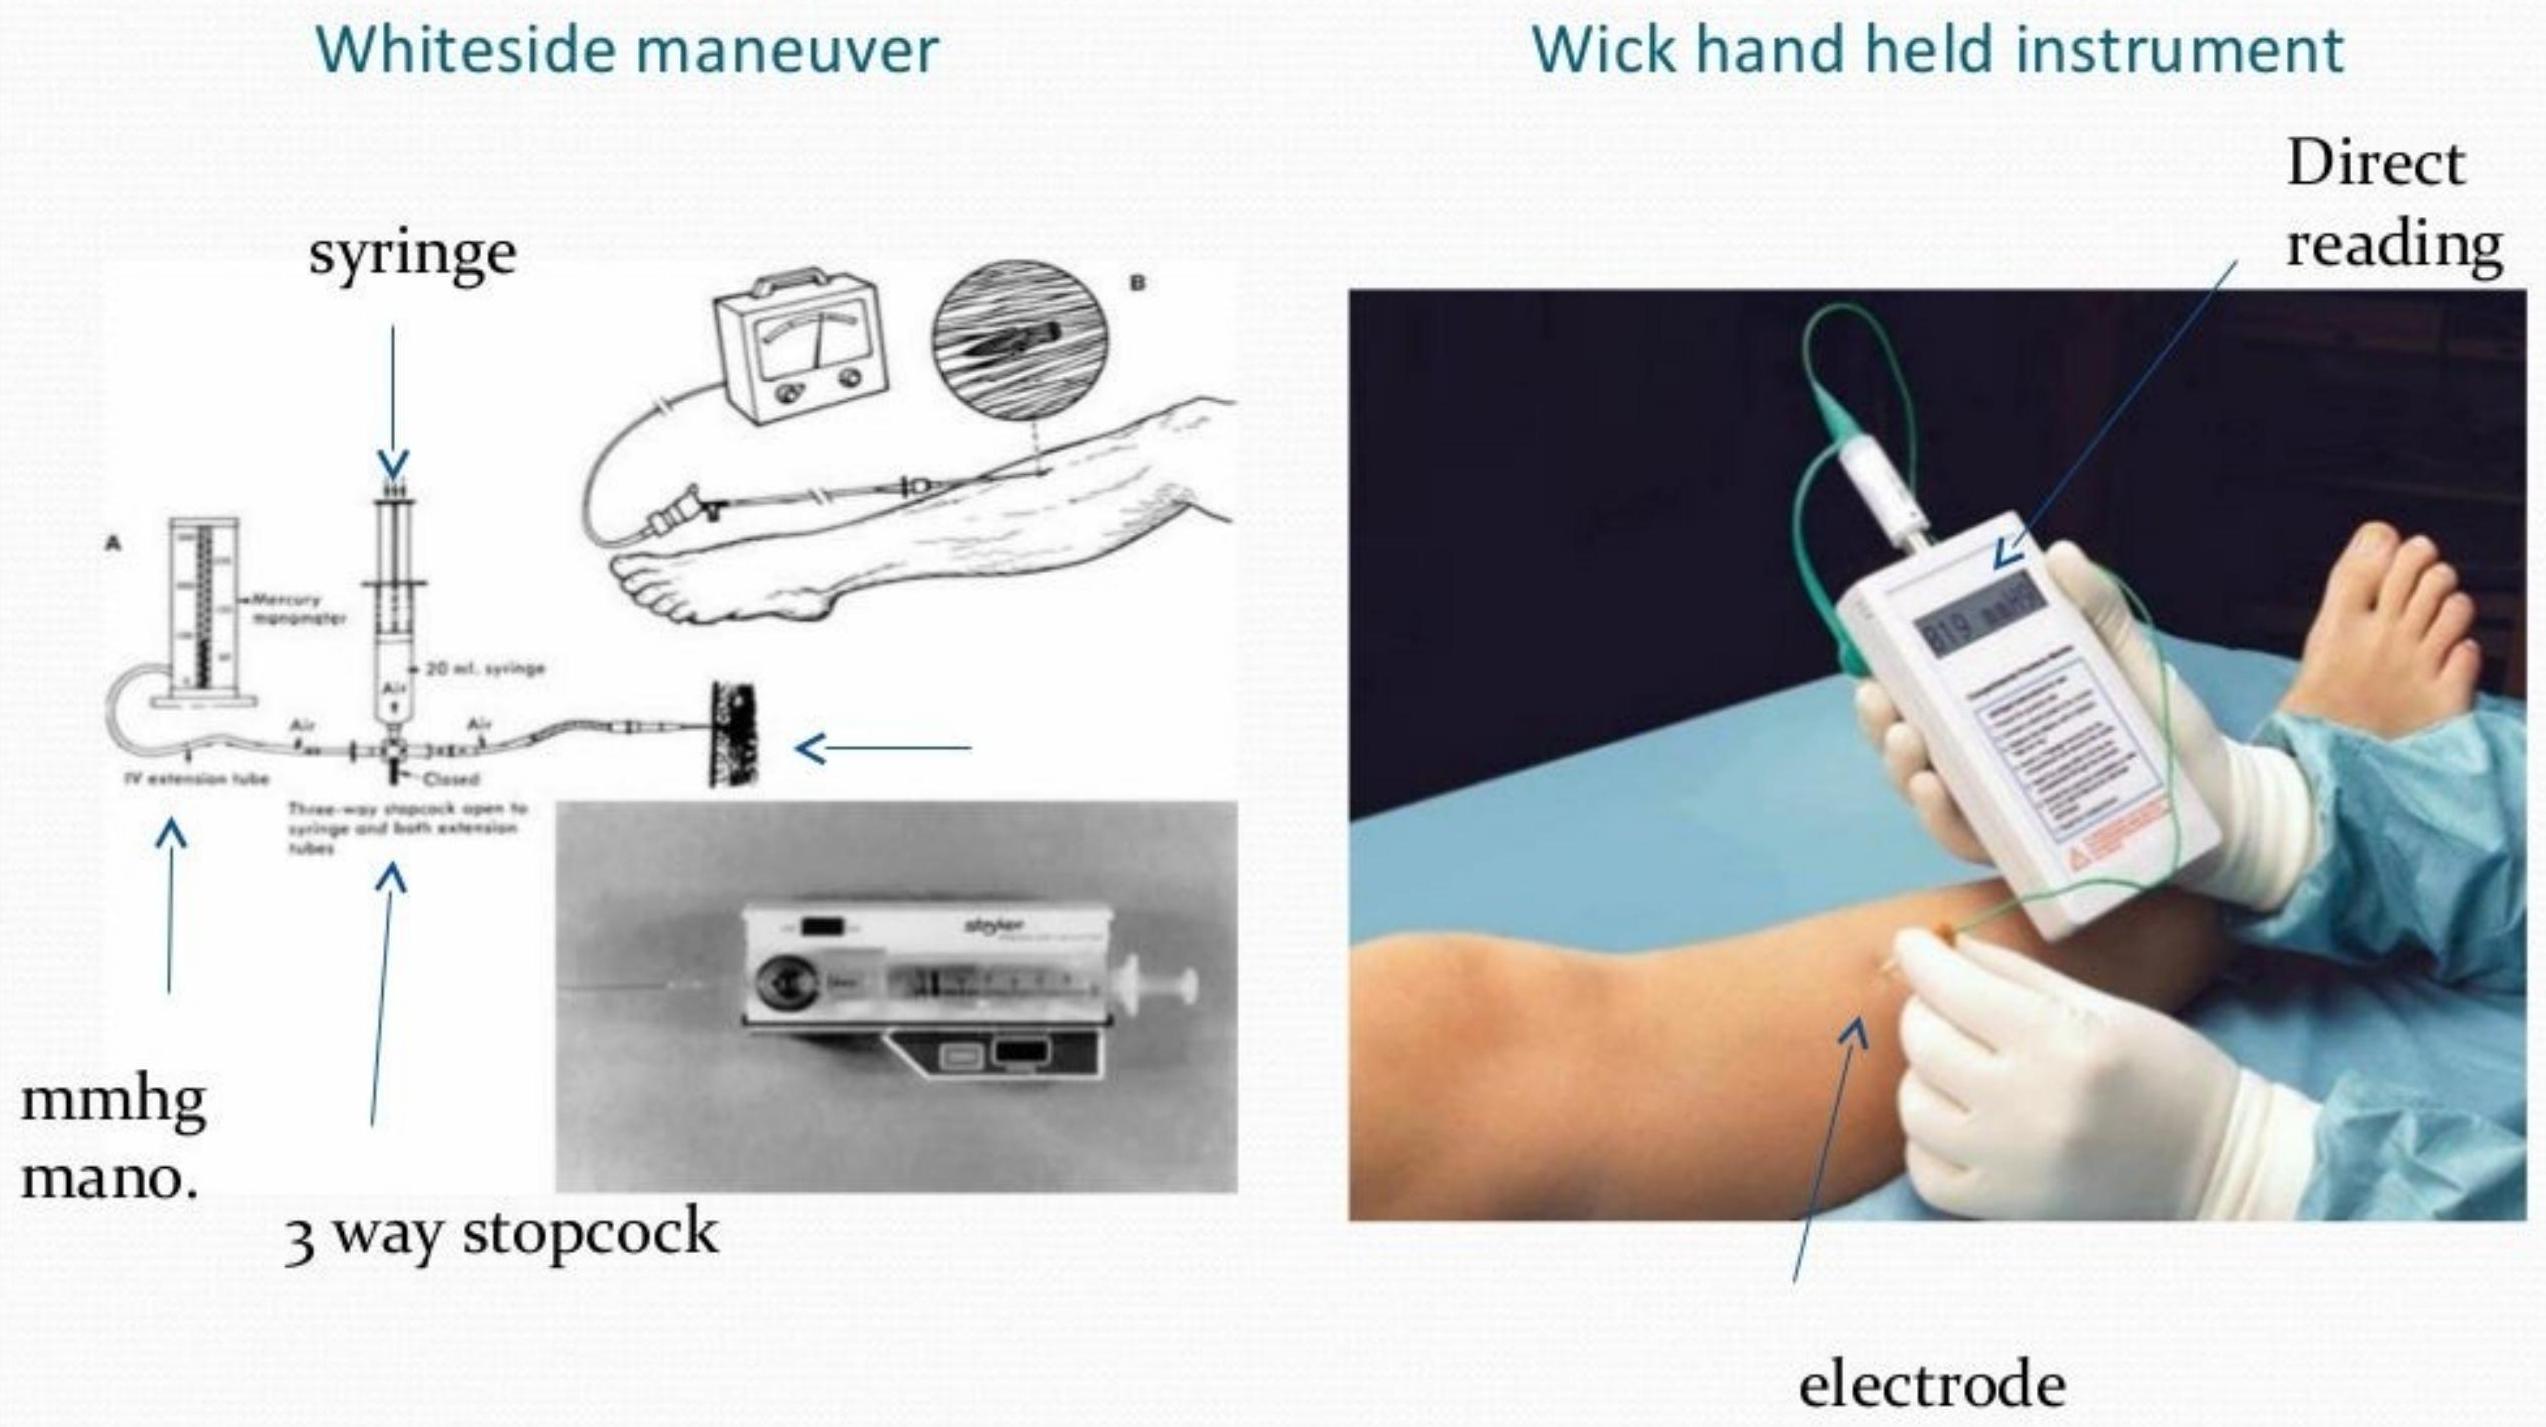 Whiteside maneuver
Wick hand held instrument
Direct
reading
syringe
B
A
Mercury
manometer
20 ml. syringe
Air
Air
Air
IV extension tube
Closed
Three-way stopcock open to
syringe and both extension
tubes
stryker
819 mmHg
mmhg
mano.
3 way stopcock
electrode